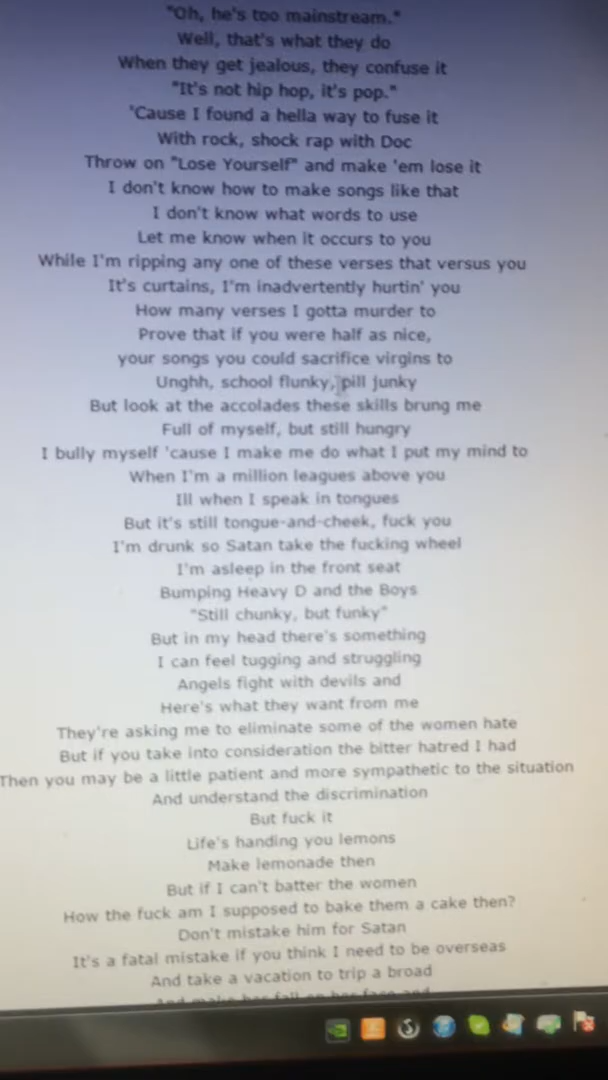 "Oh, he's too mainstream."
Well, that's what they do
When they get jealous, they confuse it
"It's not hip hop, it's pop."
'Cause I found a hella way to fuse it
With rock, shock rap with Doc
Throw on "Lose Yourself" and make 'em lose it
I don't know how to make songs like that
I don't know what words to use
Let me know when it occurs to you
While I'm ripping any one of these verses that versus you
It's curtains, I'm inadvertently hurtin' you
How many verses I gotta murder to
Prove that if you were half as nice,
your songs you could sacrifice virgins to
Unghh, school flunky, pill junky
But look at the accolades these skills brung me
Full of myself, but still hungry
I bully myself 'cause I make me do what I put my mind to
When I'm a million leagues above you
Ill when I speak in tongues
But it's still tongue-and-cheek, fuck you
I'm drunk so Satan take the fucking wheel
I'm asleep in the front seat
Bumping Heavy D and the Boys
"Still chunky, but funky"
But in my head there's something
I can feel tugging and struggling
Angels fight with devils and
Here's what they want from me
They're asking me to eliminate some of the women hate
But if you take into consideration the bitter hatred I had
Then you may be a little patient and more sympathetic to the situation
And understand the discrimination
But fuck it
Life's handing you lemons
Make lemonade then
But if I can't batter the women
How the fuck am I supposed to bake them a cake then?
Don't mistake him for Satan
It's a fatal mistake if you think I need to be overseas
And take a vacation to trip a broad
And make her fall on her face and